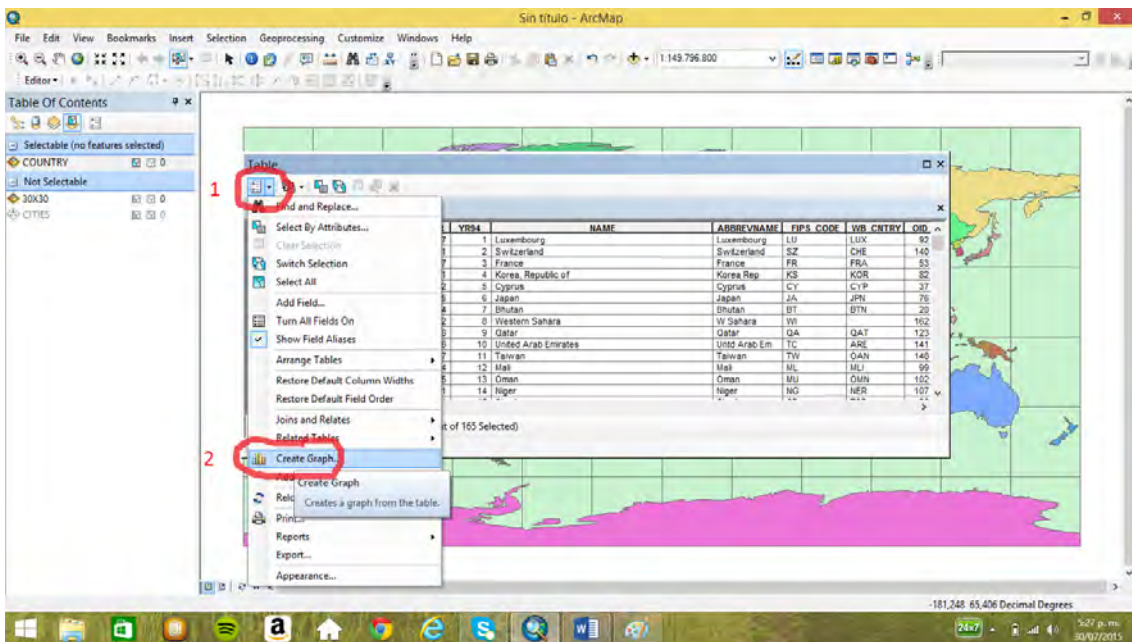 Sin título - ArcMap
File Edit View Bookmarks Insert Selection Geoprocessing Customize Windows Help
1:149.796.800
Editor
Table Of Contents
Selectable (no features selected)
COUNTRY 0
Not Selectable
30X30 0
CITIES 0
1
Table
Find and Replace...
Select By Attributes...
Clear Selection
Switch Selection
Select All
Add Field...
Turn All Fields On
Show Field Aliases
Arrange Tables
Restore Default Column Widths
Restore Default Field Order
Joins and Relates
Related Tables
2
Create Graph...
Create Graph
Creates a graph from the table.
Print...
Reports
Export...
Appearance...
YR94 NAME ABBREVNAME FIPS_CODE WB_CNTRY OID_
1 Luxembourg Luxembourg LU LUX 92
2 Switzerland Switzerland SZ CHE 140
3 France France FR FRA 53
4 Korea, Republic of Korea Rep KS KOR 82
5 Cyprus Cyprus CY CYP 37
6 Japan Japan JA JPN 76
7 Bhutan Bhutan BT BTN 20
8 Western Sahara W Sahara WI 162
9 Qatar Qatar QA QAT 123
10 United Arab Emirates Untd Arab Em TC ARE 141
11 Taiwan Taiwan TW OAN 146
12 Mali Mali ML MLI 99
13 Oman Oman MU OMN 102
14 Niger Niger NG NER 107
t of 165 Selected)
-181,248 65,406 Decimal Degrees
24x7
5:27 p. m.
30/07/2015